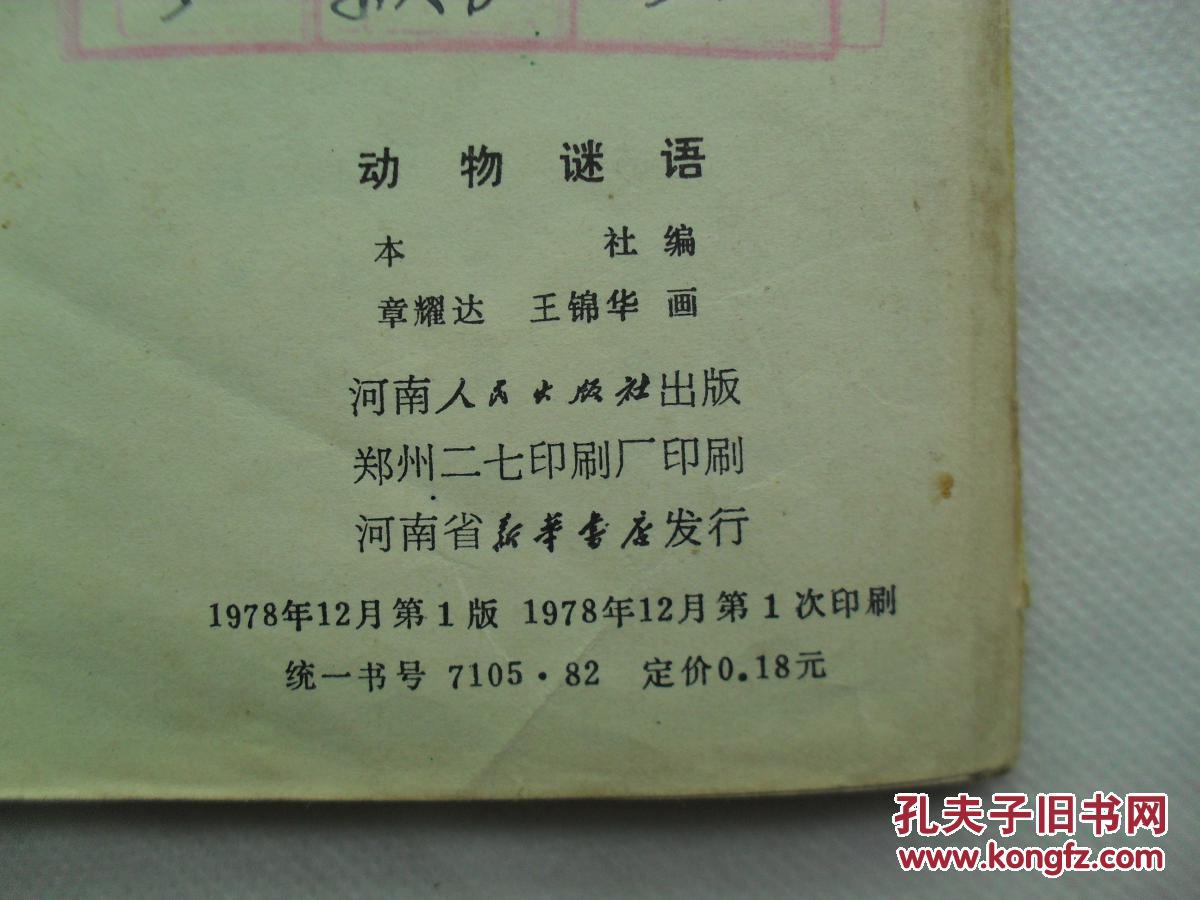 动物谜语
本 社 编
章耀达 王锦华 画
河南人民出版社出版
郑州二七印刷厂印刷
河南省新华书店发行
1978年12月第1版 1978年12月第1次印刷
统一书号 7105·82 定价0.18元
孔夫子旧书网
www.kongfz.com